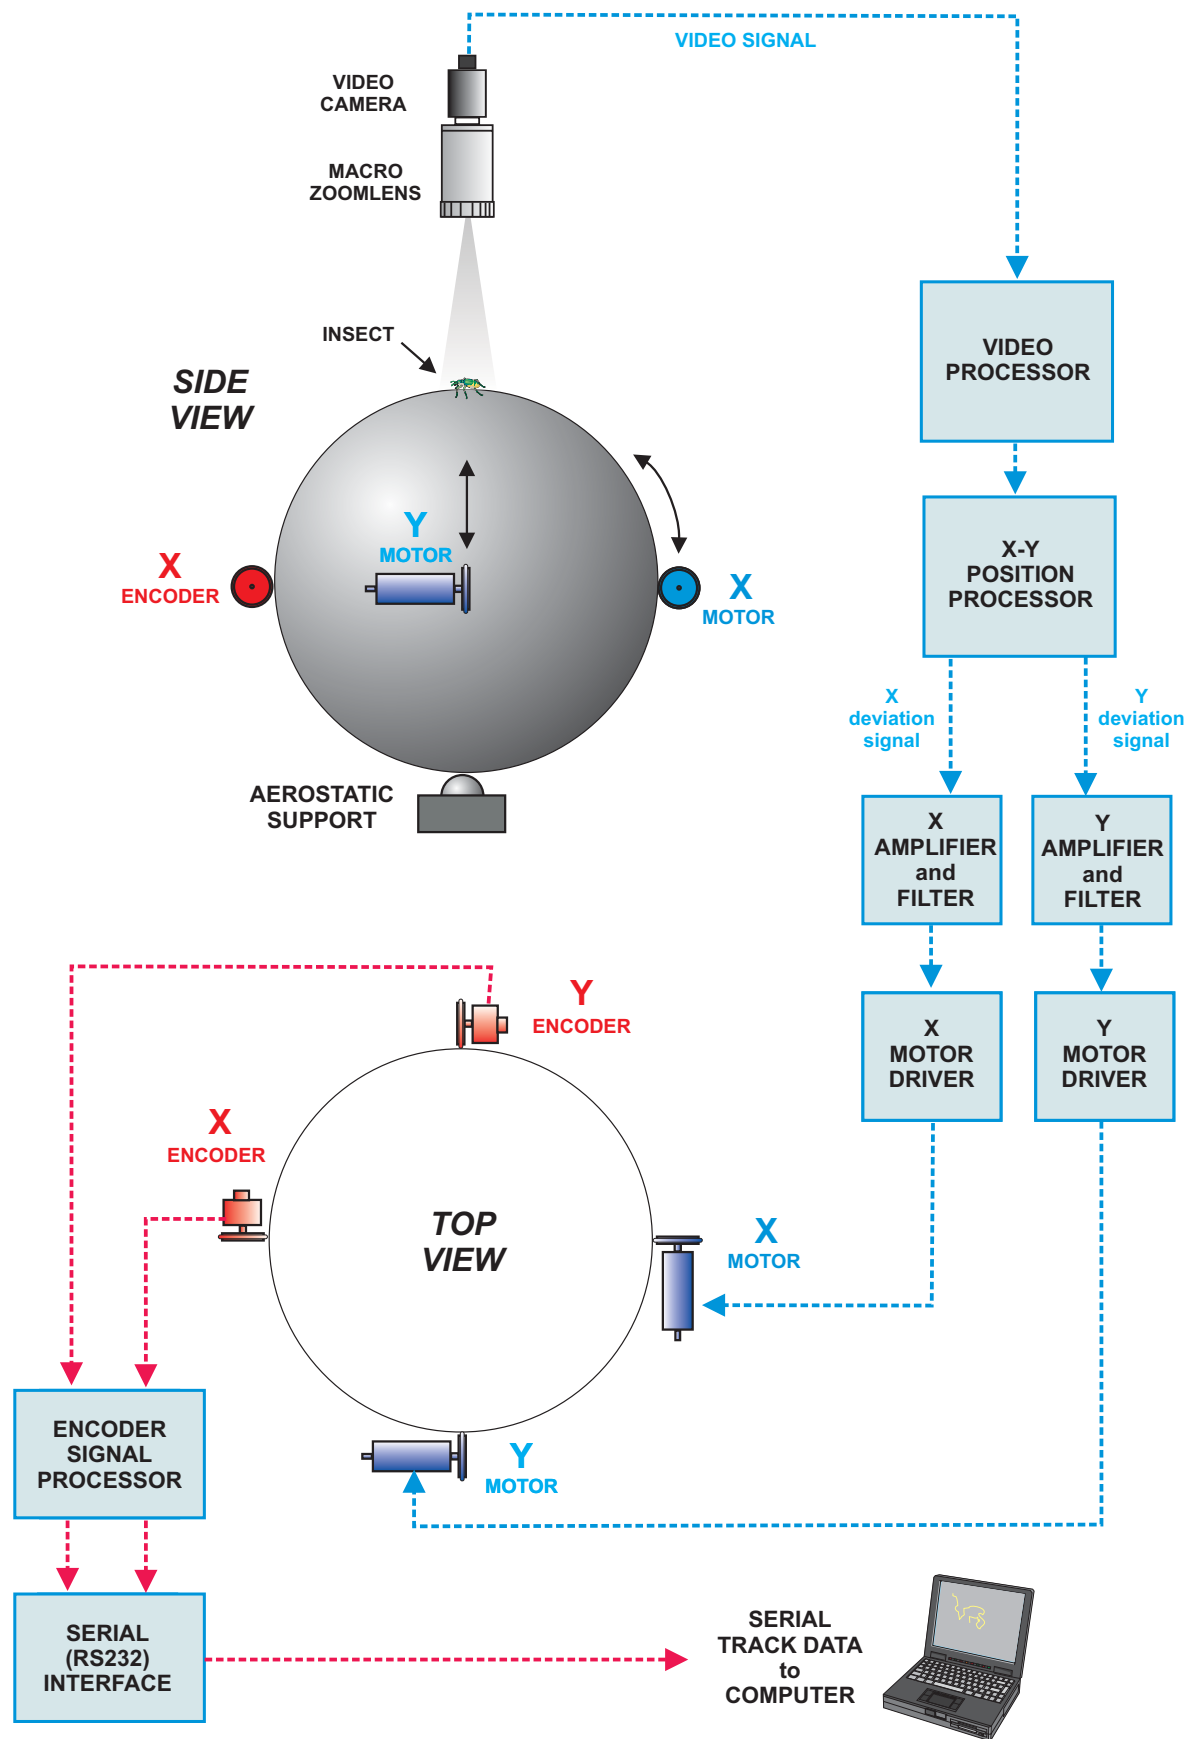 VIDEO SIGNAL
VIDEO
CAMERA
MACRO
ZOOMLENS
INSECT
SIDE
VIEW
VIDEO
PROCESSOR
Y
MOTOR
X
ENCODER
X
MOTOR
X-Y
POSITION
PROCESSOR
X
deviation
signal
Y
deviation
signal
AEROSTATIC
SUPPORT
X
AMPLIFIER
and
FILTER
Y
AMPLIFIER
and
FILTER
Y
ENCODER
X
MOTOR
DRIVER
Y
MOTOR
DRIVER
X
ENCODER
TOP
VIEW
X
MOTOR
ENCODER
SIGNAL
PROCESSOR
Y
MOTOR
SERIAL
(RS232)
INTERFACE
SERIAL
TRACK DATA
to
COMPUTER